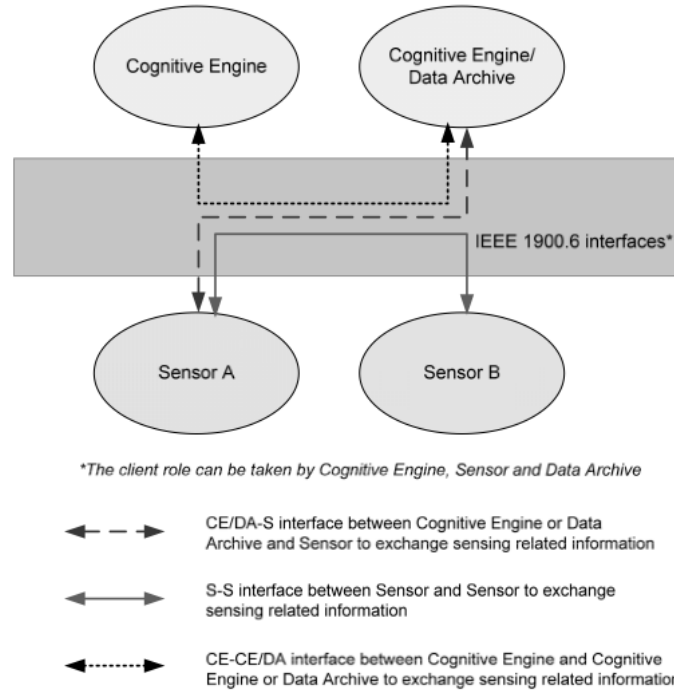 Cognitive Engine
Cognitive Engine/
Data Archive
IEEE 1900.6 interfaces*
Sensor A
Sensor B
*The client role can be taken by Cognitive Engine, Sensor and Data Archive
CE/DA-S interface between Cognitive Engine or Data
Archive and Sensor to exchange sensing related information
S-S interface between Sensor and Sensor to exchange
sensing related information
CE-CE/DA interface between Cognitive Engine and Cognitive
Engine or Data Archive to exchange sensing related information